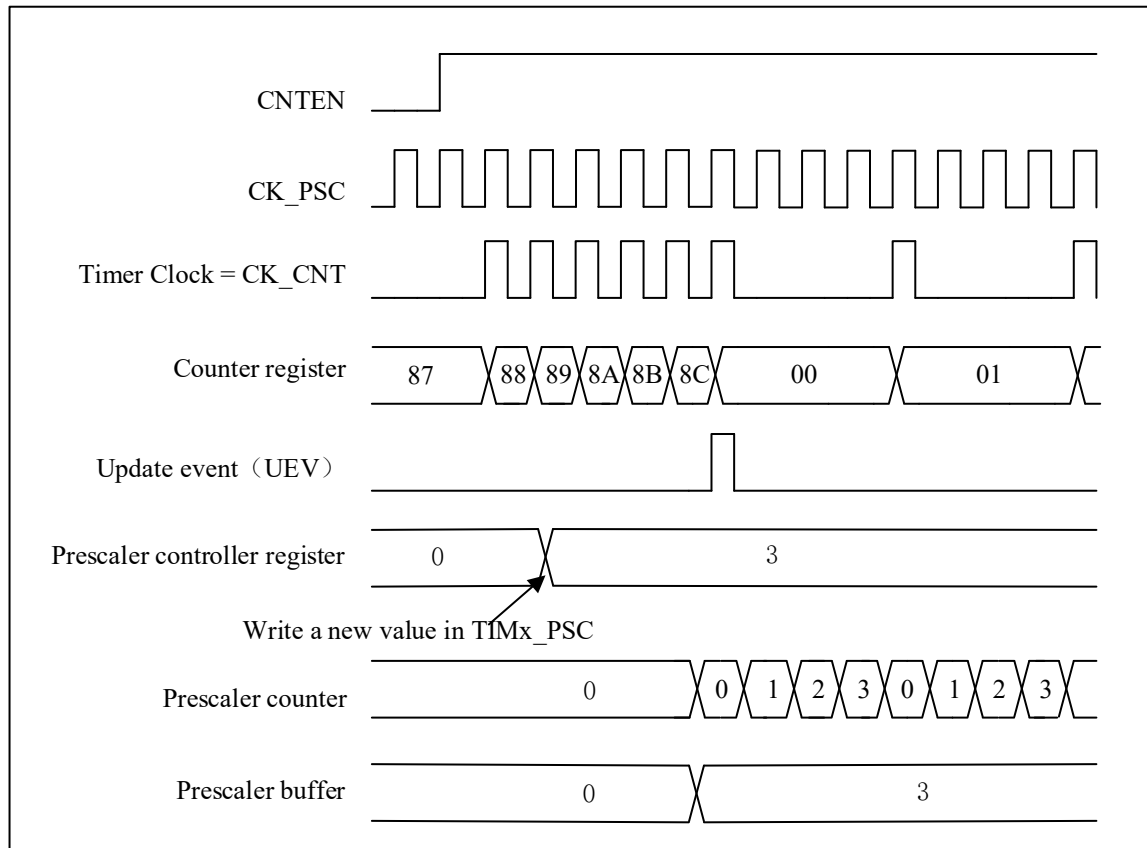 CNTEN
CK_PSC
Timer Clock = CK_CNT
Counter register
87 88 89 8A 8B 8C 00 01
Update event（UEV）
Prescaler controller register
0 3
Write a new value in TIMx_PSC
Prescaler counter
0 0 1 2 3 0 1 2 3
Prescaler buffer
0 3